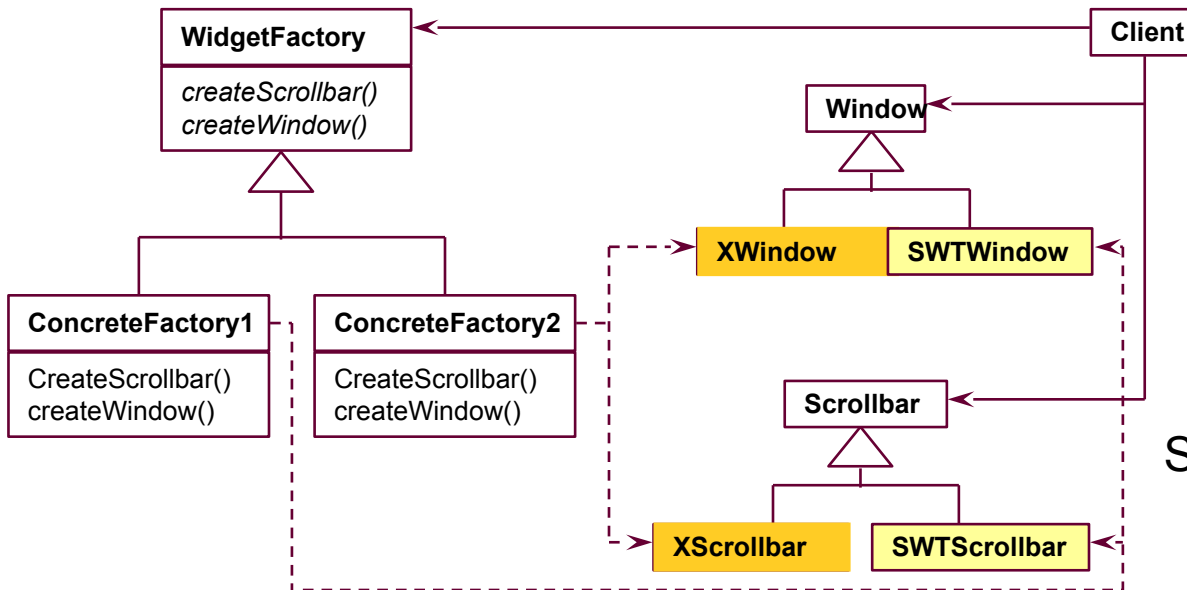 WidgetFactory
createScrollbar()
createWindow()
Client
Window
XWindow
SWTWindow
ConcreteFactory1
CreateScrollbar()
createWindow()
ConcreteFactory2
CreateScrollbar()
createWindow()
Scrollbar
S
XScrollbar
SWTScrollbar